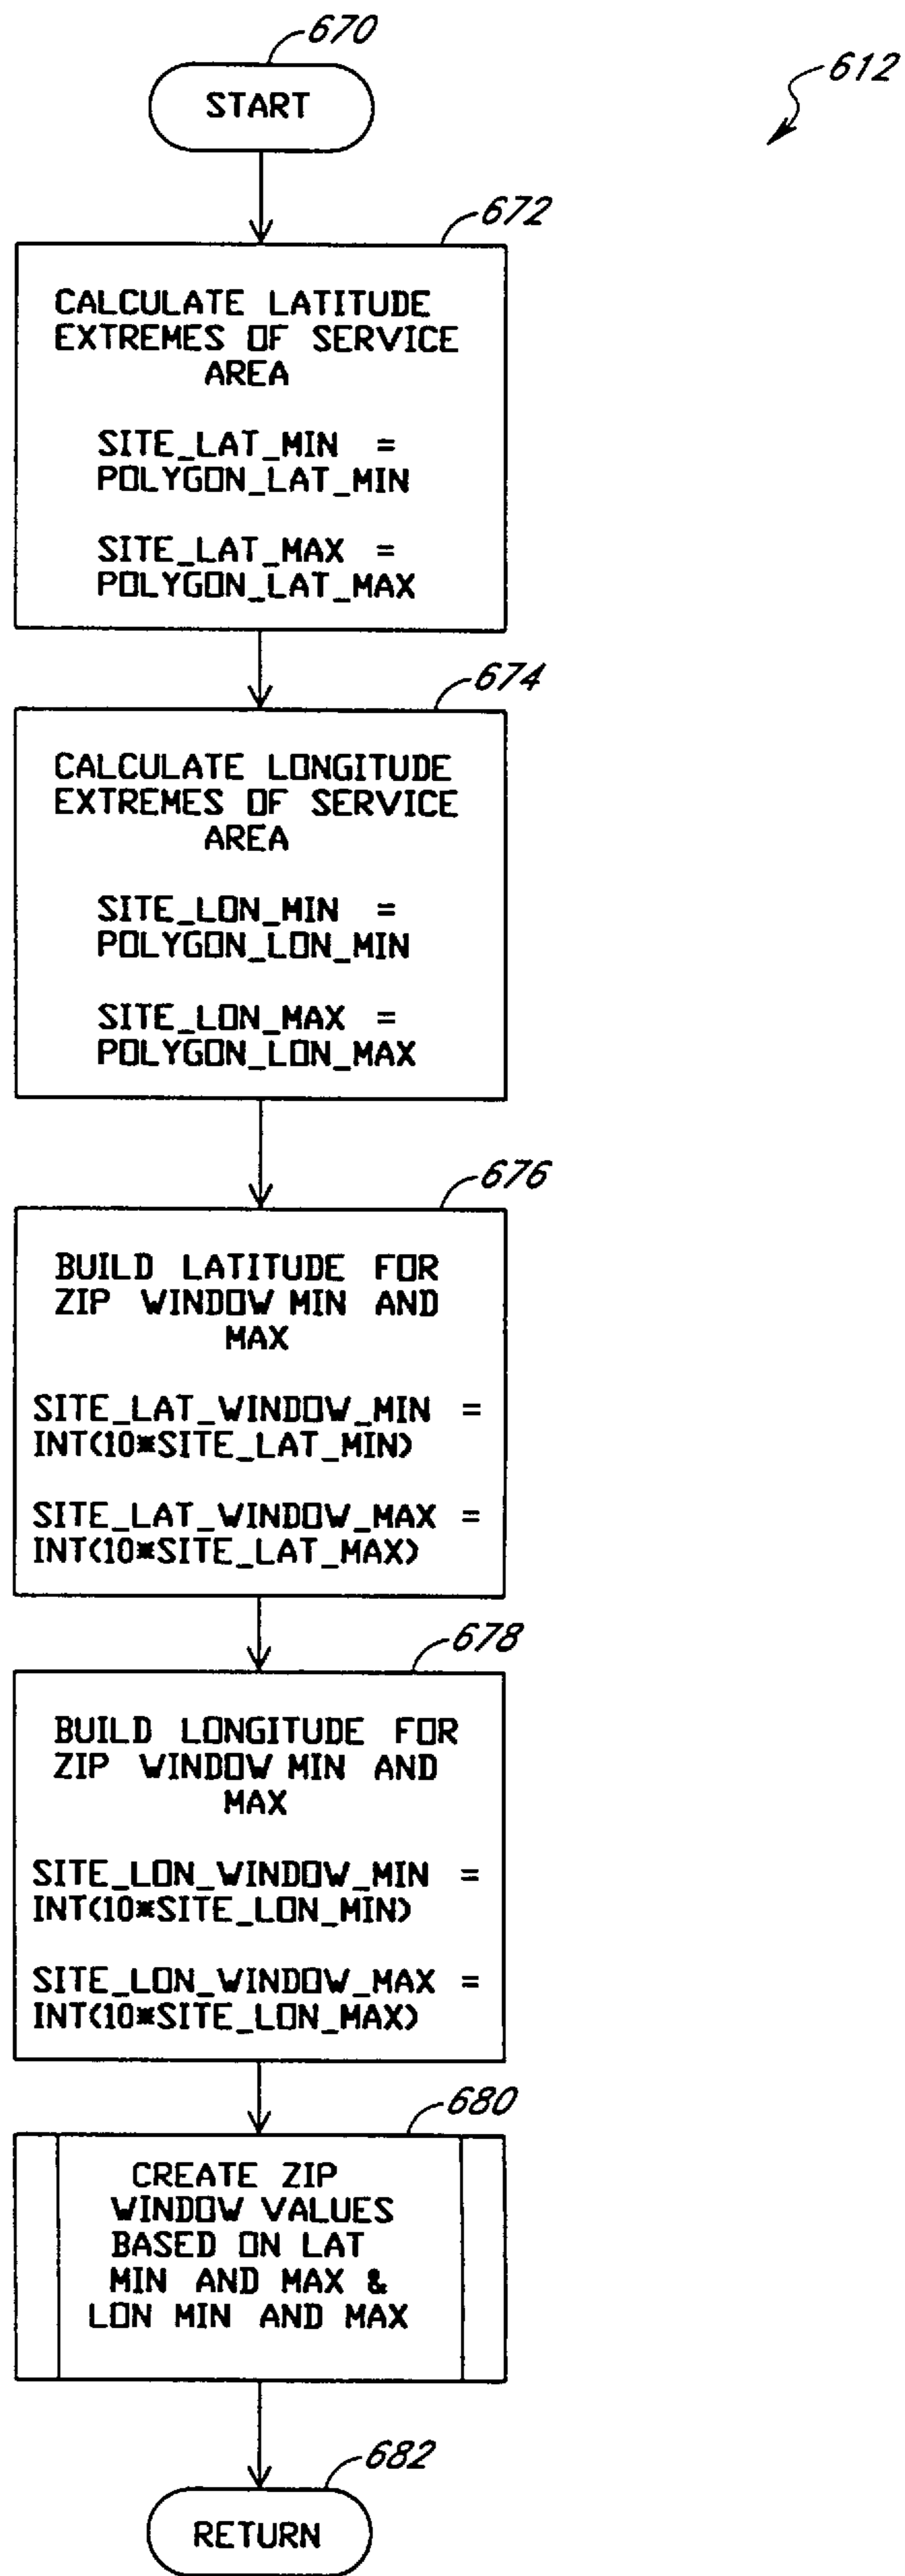 670
612
START
672
CALCULATE LATITUDE
EXTREMES OF SERVICE
AREA
SITE_LAT_MIN =
POLYGON_LAT_MIN
SITE_LAT_MAX =
POLYGON_LAT_MAX
674
CALCULATE LONGITUDE
EXTREMES OF SERVICE
AREA
SITE_LON_MIN =
POLYGON_LON_MIN
SITE_LON_MAX =
POLYGON_LON_MAX
676
BUILD LATITUDE FOR
ZIP WINDOW MIN AND
MAX
SITE_LAT_WINDOW_MIN =
INT(10*SITE_LAT_MIN)
SITE_LAT_WINDOW_MAX =
INT(10*SITE_LAT_MAX)
678
BUILD LONGITUDE FOR
ZIP WINDOW MIN AND
MAX
SITE_LON_WINDOW_MIN =
INT(10*SITE_LON_MIN)
SITE_LON_WINDOW_MAX =
INT(10*SITE_LON_MAX)
680
CREATE ZIP
WINDOW VALUES
BASED ON LAT
MIN AND MAX &
LON MIN AND MAX
682
RETURN